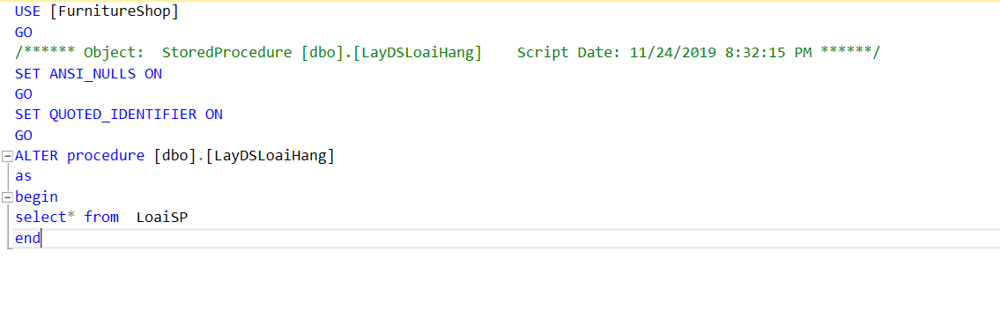 USE [FurnitureShop]
GO
/****** Object:  StoredProcedure [dbo].[LayDSLoaiHang]    Script Date: 11/24/2019 8:32:15 PM ******/
SET ANSI_NULLS ON
GO
SET QUOTED_IDENTIFIER ON
GO
ALTER procedure [dbo].[LayDSLoaiHang]
as
begin
select* from  LoaiSP
end